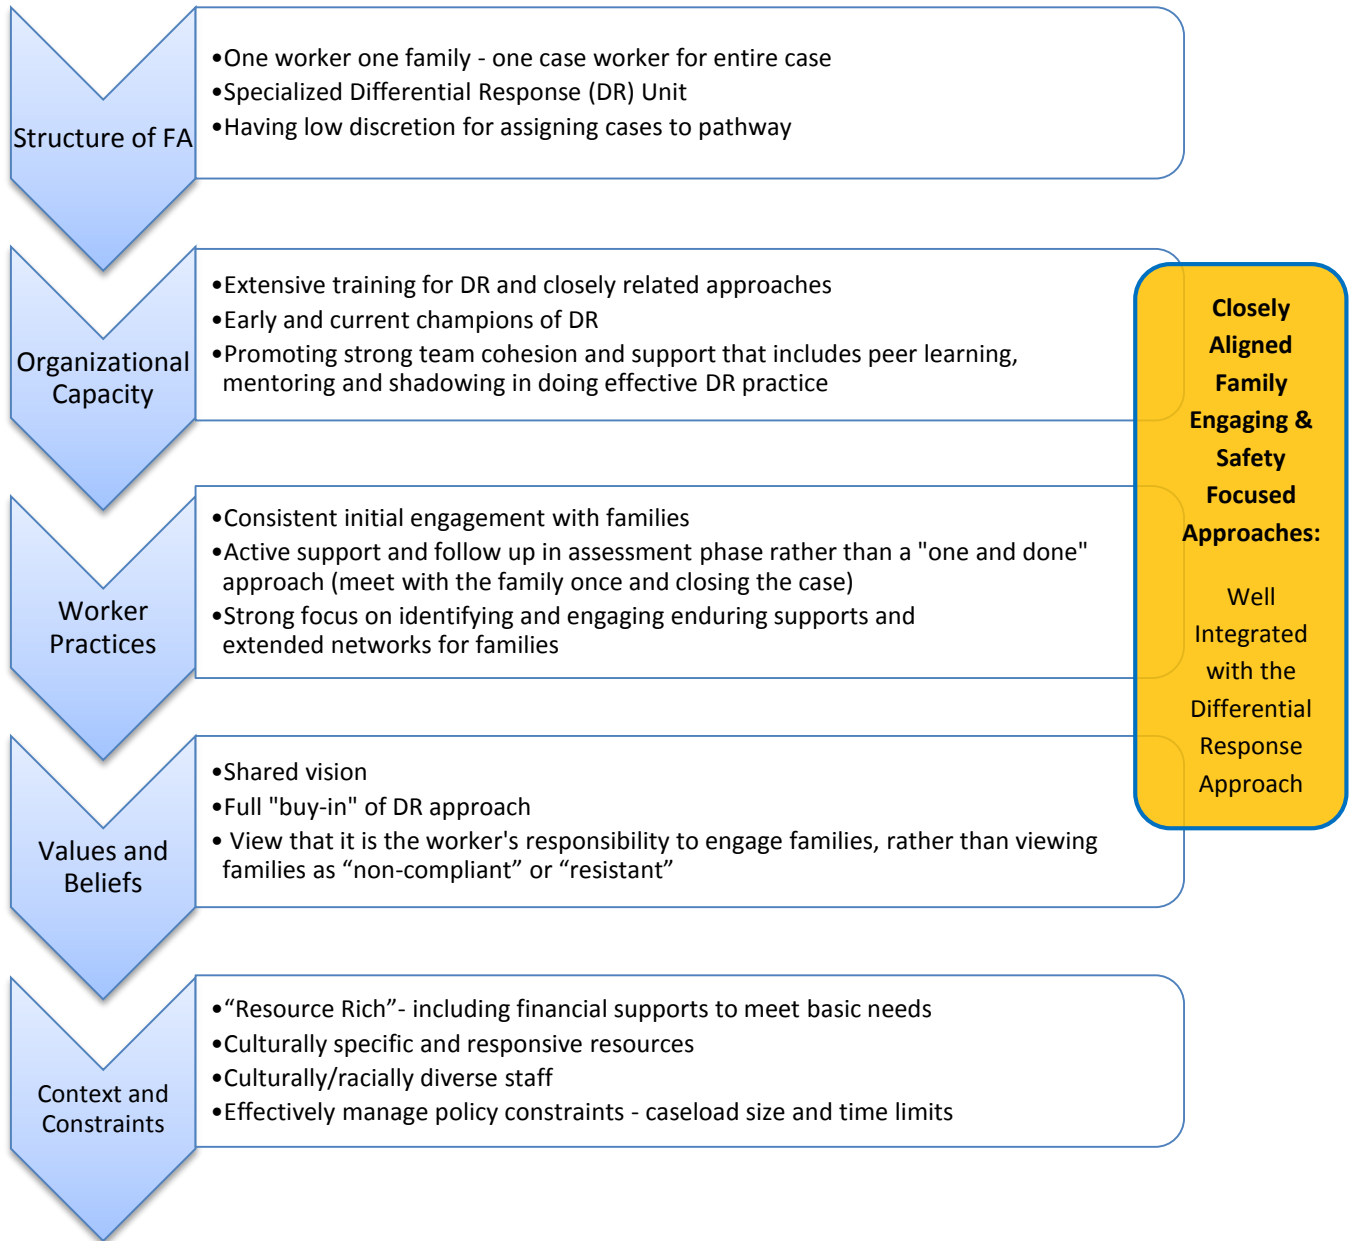 Structure of FA
•One worker one family - one case worker for entire case
•Specialized Differential Response (DR) Unit
•Having low discretion for assigning cases to pathway
Organizational
Capacity
•Extensive training for DR and closely related approaches
•Early and current champions of DR
•Promoting strong team cohesion and support that includes peer learning,
mentoring and shadowing in doing effective DR practice
Worker
Practices
•Consistent initial engagement with families
•Active support and follow up in assessment phase rather than a "one and done"
approach (meet with the family once and closing the case)
•Strong focus on identifying and engaging enduring supports and
extended networks for families
Values and
Beliefs
•Shared vision
•Full "buy-in" of DR approach
• View that it is the worker's responsibility to engage families, rather than viewing
families as “non-compliant” or “resistant”
Context and
Constraints
•“Resource Rich”- including financial supports to meet basic needs
•Culturally specific and responsive resources
•Culturally/racially diverse staff
•Effectively manage policy constraints - caseload size and time limits
Closely
Aligned
Family
Engaging &
Safety
Focused
Approaches:
Well
Integrated
with the
Differential
Response
Approach